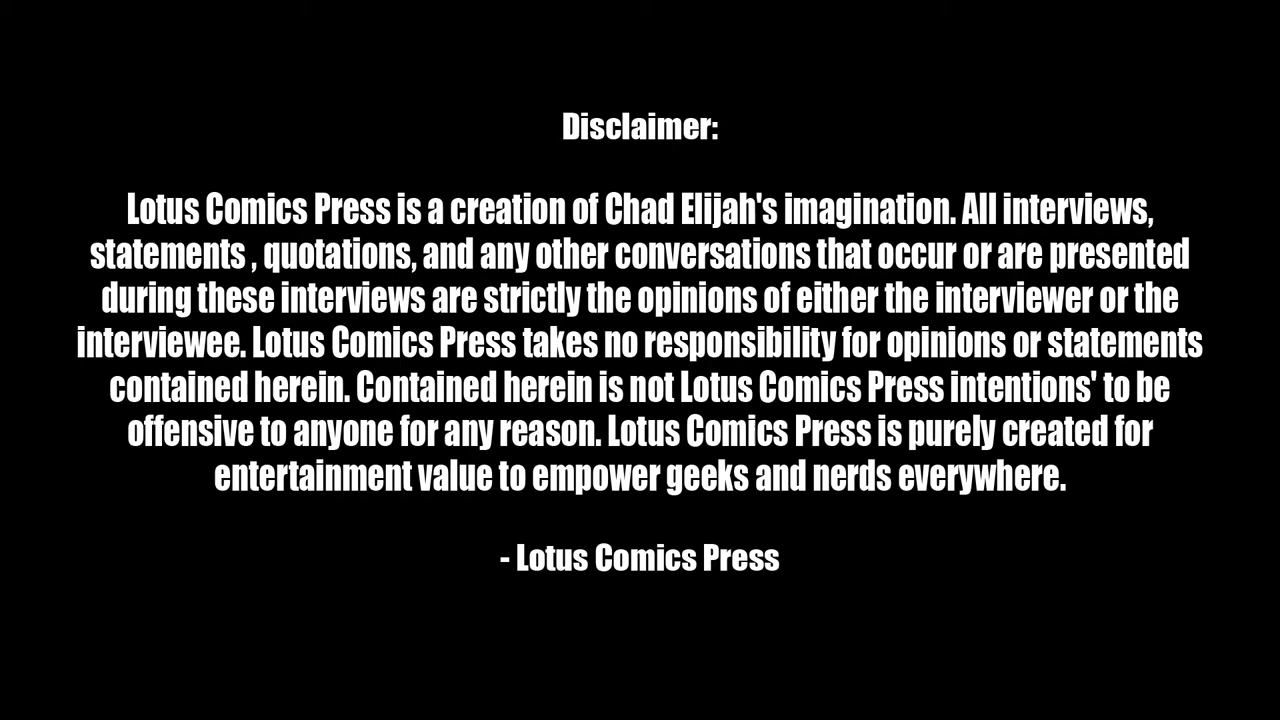 Disclaimer:
Lotus Comics Press is a creation of Chad Elijah's imagination. All interviews,
statements , quotations, and any other conversations that occur or are presented
during these interviews are strictly the opinions of either the interviewer or the
interviewee. Lotus Comics Press takes no responsibility for opinions or statements
contained herein. Contained herein is not Lotus Comics Press intentions' to be
offensive to anyone for any reason. Lotus Comics Press is purely created for
entertainment value to empower geeks and nerds everywhere.
- Lotus Comics Press